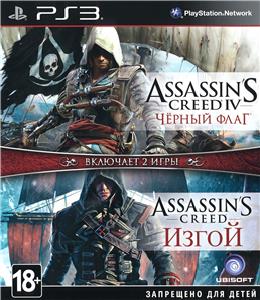 PS3
PlayStation®Network
ASSASSIN'S
CREED IV
ЧЁРНЫЙ ФЛАГ
ВКЛЮЧАЕТ 2 ИГРЫ
ASSASSIN'S
CREED
ИЗГОЙ
18+
UBISOFT
ЗАПРЕЩЕНО ДЛЯ ДЕТЕЙ